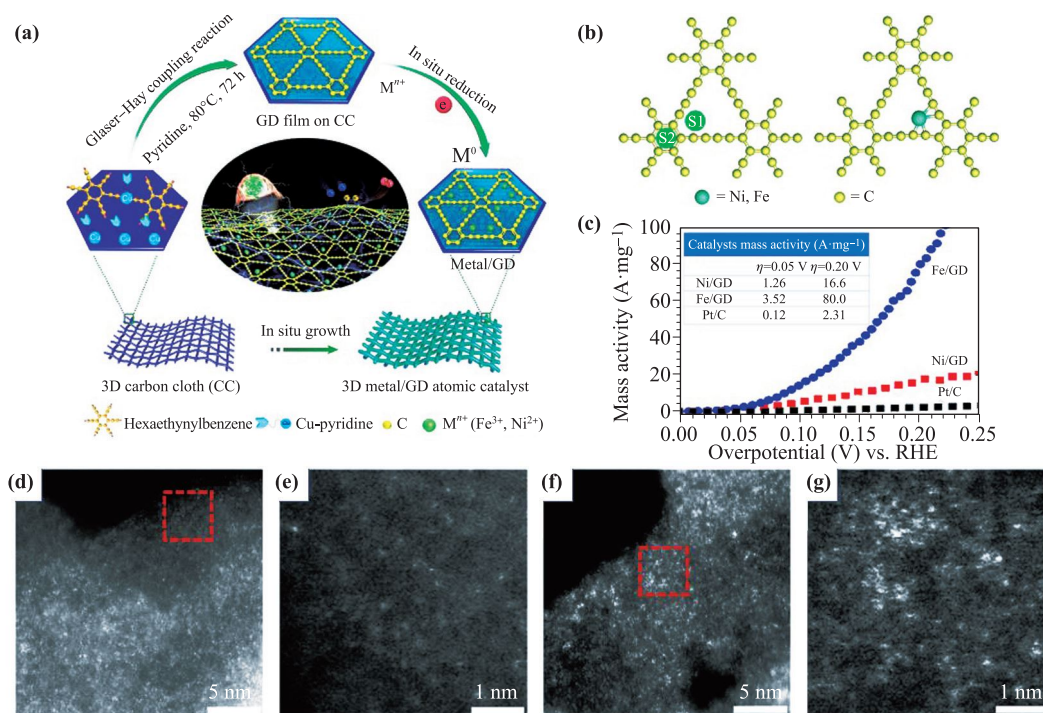 (a)
Glaser–Hay coupling reaction
Pyridine, 80°C, 72 h
GD film on CC
In situ reduction
Mⁿ⁺
e
M⁰
Metal/GD
3D carbon cloth (CC)
In situ growth
3D metal/GD atomic catalyst
Hexaethynylbenzene
Cu-pyridine
C
Mⁿ⁺ (Fe³⁺, Ni²⁺)
(b)
S1
S2
= Ni, Fe
= C
(c)
Mass activity (A·mg⁻¹)
100
80
60
40
20
0
Catalysts mass activity (A·mg⁻¹)
η=0.05 V η=0.20 V
Ni/GD 1.26 16.6
Fe/GD 3.52 80.0
Pt/C 0.12 2.31
Fe/GD
Ni/GD
Pt/C
0.00 0.05 0.10 0.15 0.20 0.25
Overpotential (V) vs. RHE
(d)
5 nm
(e)
1 nm
(f)
5 nm
(g)
1 nm